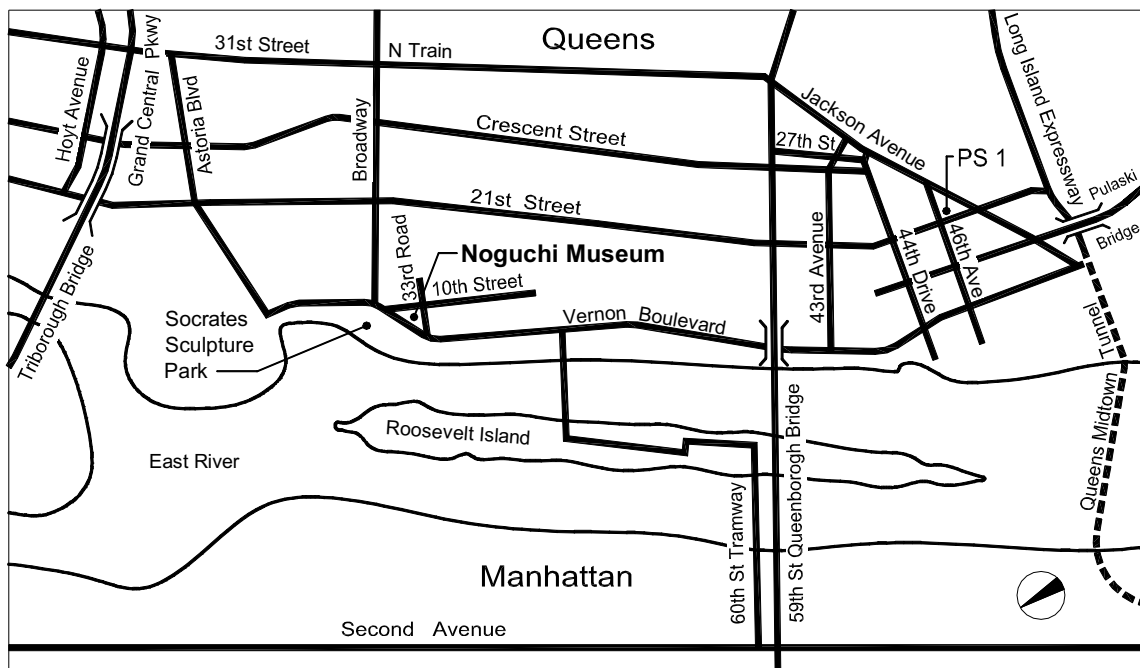 Queens
31st Street
N Train
Hoyt Avenue
Grand Central Pkwy
Astoria Blvd
Broadway
Crescent Street
27th St
Jackson Avenue
Long Island Expressway
PS 1
Pulaski
Bridge
21st Street
33rd Road
Noguchi Museum
10th Street
43rd Avenue
44th Drive
46th Ave
Triborough Bridge
Socrates
Sculpture
Park
Vernon Boulevard
Roosevelt Island
East River
60th St Tramway
59th St Queenborogh Bridge
Queens Midtown Tunnel
Manhattan
Second Avenue